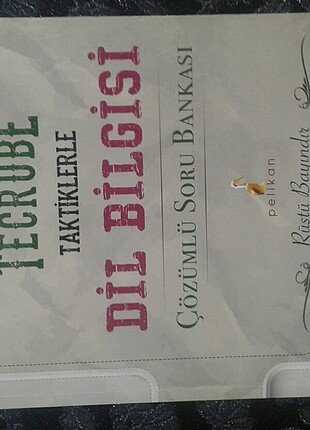 TECRÜBE
TAKTİKLERLE
DİL BİLGİSİ
ÇÖZÜMLÜ SORU BANKASI
pelikan
Rüştü Bayındır